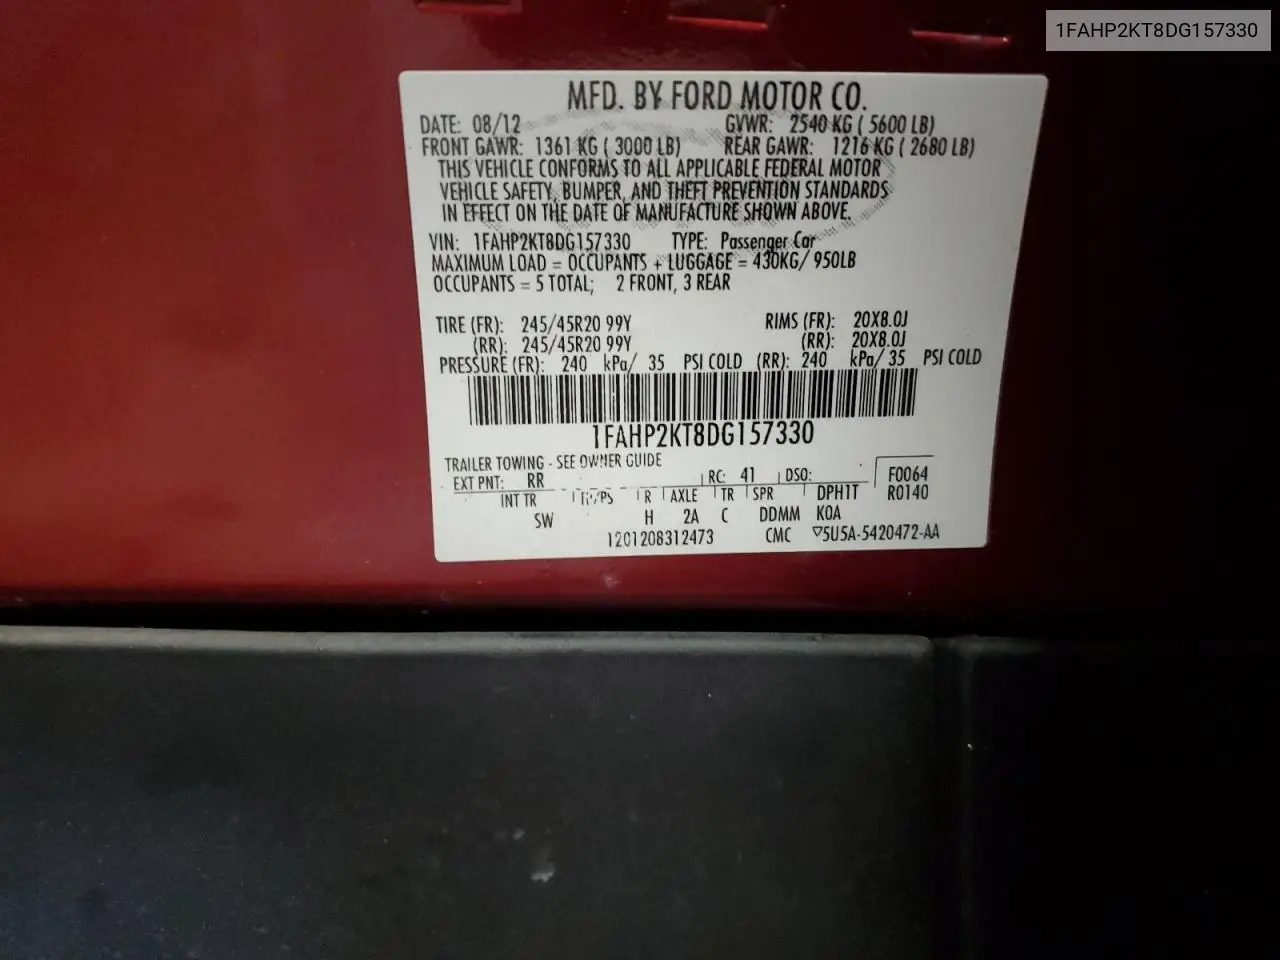 1FAHP2KT8DG157330
MFD. BY FORD MOTOR CO.
DATE: 08/12 GVWR: 2540 KG ( 5600 LB)
FRONT GAWR: 1361 KG ( 3000 LB) REAR GAWR: 1216 KG ( 2680 LB)
THIS VEHICLE CONFORMS TO ALL APPLICABLE FEDERAL MOTOR
VEHICLE SAFETY, BUMPER, AND THEFT PREVENTION STANDARDS
IN EFFECT ON THE DATE OF MANUFACTURE SHOWN ABOVE.
VIN: 1FAHP2KT8DG157330 TYPE: Passenger Car
MAXIMUM LOAD = OCCUPANTS + LUGGAGE = 430KG/ 950LB
OCCUPANTS = 5 TOTAL; 2 FRONT, 3 REAR
TIRE (FR): 245/45R20 99Y RIMS (FR): 20X8.0J
(RR): 245/45R20 99Y (RR): 20X8.0J
PRESSURE (FR): 240 kPa/ 35 PSI COLD (RR): 240 kPa/ 35 PSI COLD
1FAHP2KT8DG157330
TRAILER TOWING - SEE OWNER GUIDE
EXT PNT: RR RC: 41 DSO: F0064
INT TR TP/PS R AXLE TR SPR DPH1T R0140
SW H 2A C DDMM KOA
1201208312473 CMC ▽5U5A-5420472-AA